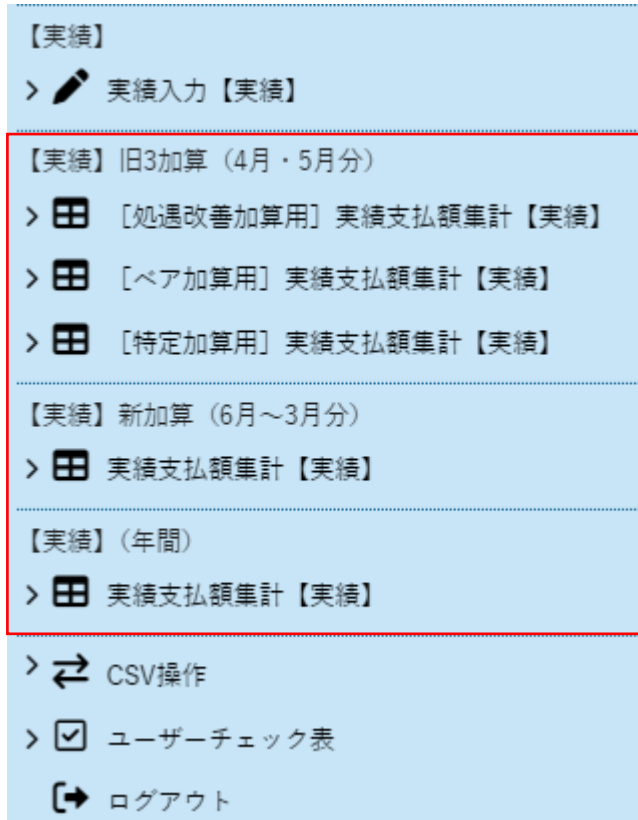 【実績】
実績入力【実績】
【実績】旧3加算（4月・5月分）
［処遇改善加算用］実績支払額集計【実績】
［ベア加算用］実績支払額集計【実績】
［特定加算用］実績支払額集計【実績】
【実績】新加算（6月～3月分）
実績支払額集計【実績】
【実績】（年間）
実績支払額集計【実績】
CSV操作
ユーザーチェック表
ログアウト